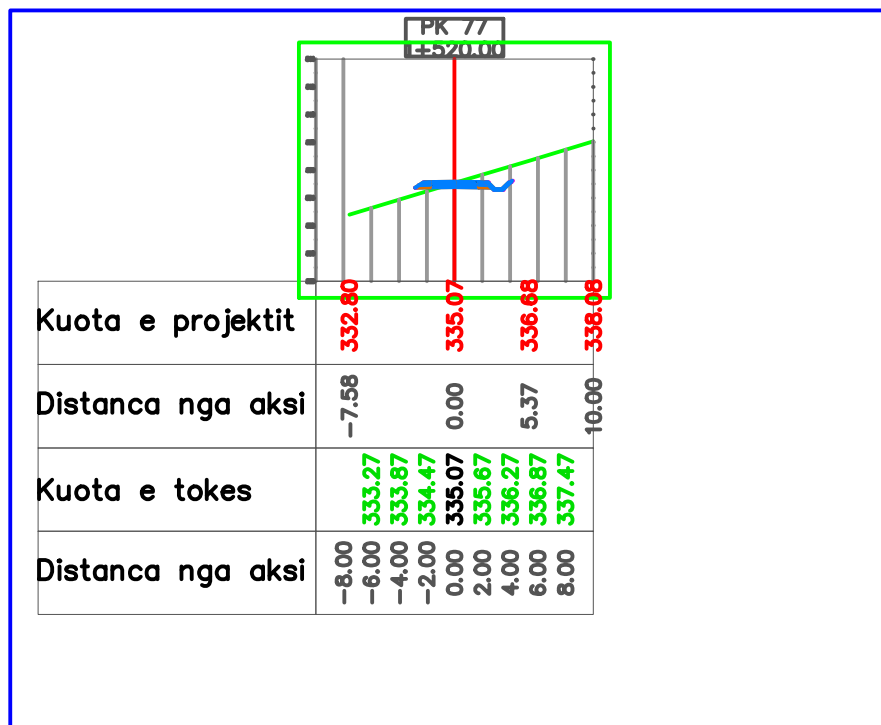 PK 77
1+520.00
Kuota e projektit 332.80 335.07 336.68 338.08
Distanca nga aksi -7.58 0.00 5.37 10.00
Kuota e tokes 333.27 333.87 334.47 335.07 335.67 336.27 336.87 337.47
Distanca nga aksi -8.00 -6.00 -4.00 -2.00 0.00 2.00 4.00 6.00 8.00